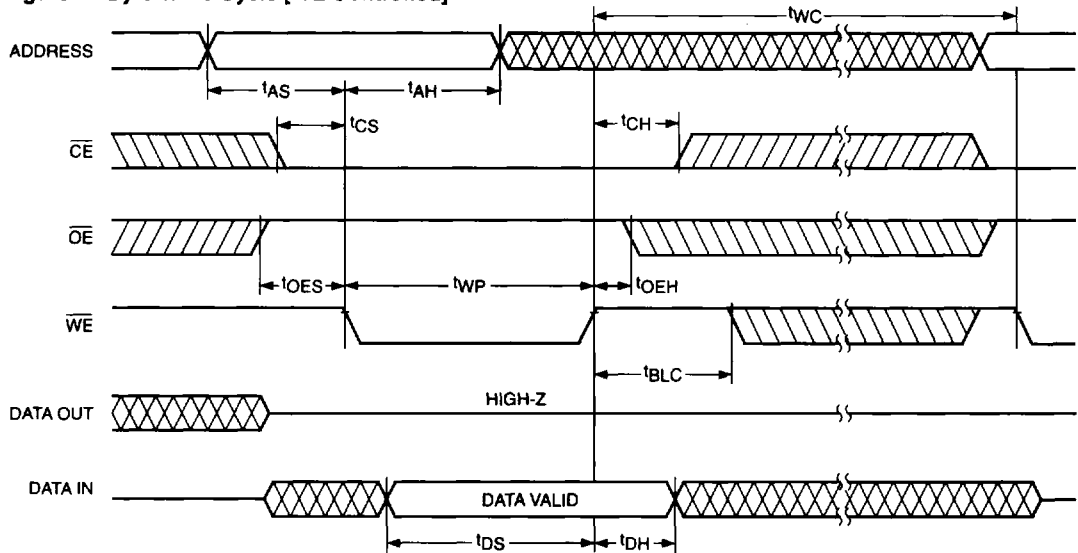 tWC
ADDRESS
tAS
tAH
tCS
tCH
CE
OE
tOES
tWP
tOEH
WE
tBLC
HIGH-Z
DATA OUT
DATA IN
DATA VALID
tDS
tDH